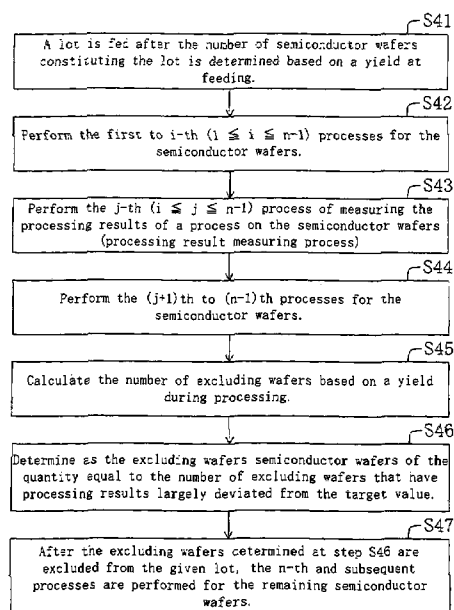 S41
A lot is fed after the number of semiconductor wafers
constituting the lot is determined based on a yield at
feeding.
S42
Perform the first to i-th (1 ≦ i ≦ n-1) processes for the
semiconductor wafers.
S43
Perform the j-th (i ≦ j ≦ n-1) process of measuring the
processing results of a process on the semiconductor wafers
(processing result measuring process)
S44
Perform the (j+1)th to (n-1)th processes for the
semiconductor wafers.
S45
Calculate the number of excluding wafers based on a yield
during processing.
S46
Determine as the excluding wafers semiconductor wafers of the
quantity equal to the number of excluding wafers that have
processing results largely deviated from the target value.
S47
After the excluding wafers cetermined at step S46 are
excluded from the given lot, the n-th and subsequent
processes are performed for the remaining semiconductor
wafers.